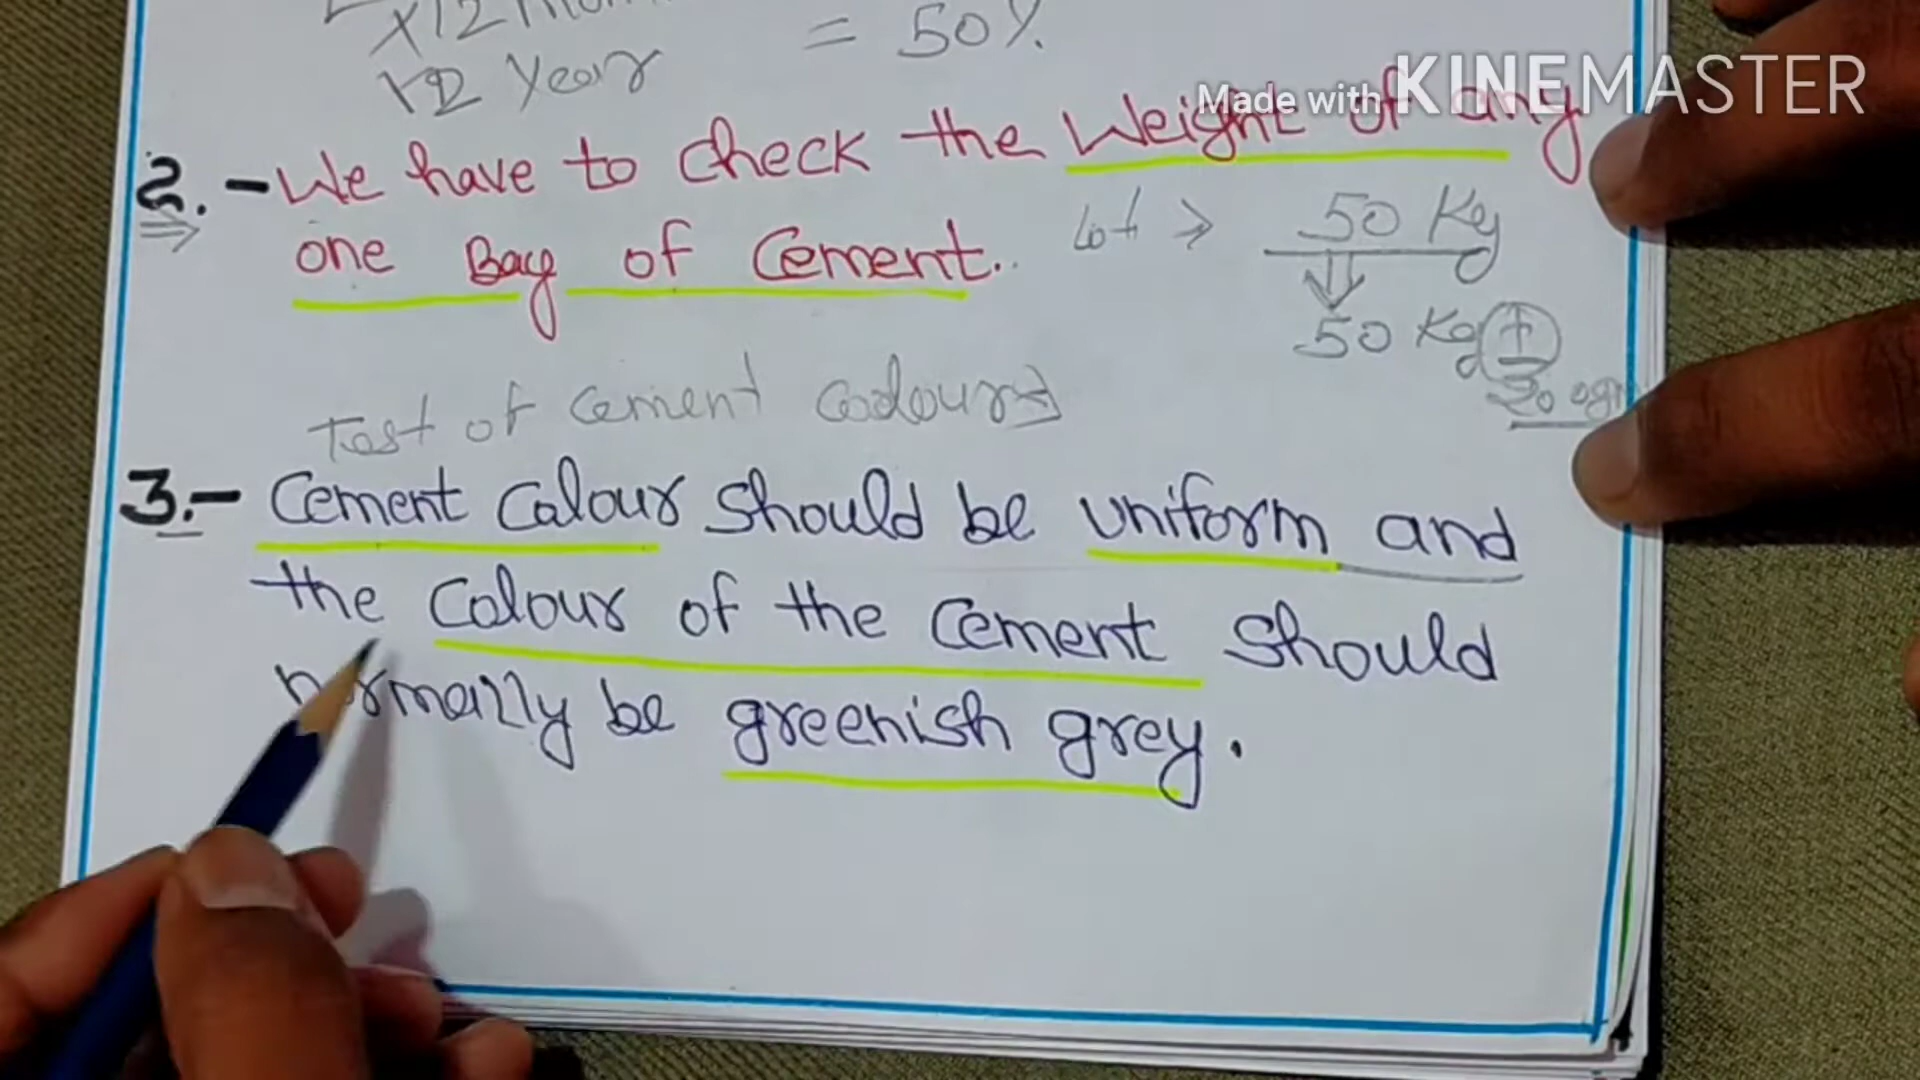 ×12 
= 50%
12 Year
Made with KINEMASTER
2. - We have to check the Weight of any
one Bag of Cement.
Lot > 50 Kg
50 Kg ±
Test of Cement Colours
3. - Cement Colour Should be uniform and
the Colour of the Cement Should
normally be greenish grey.